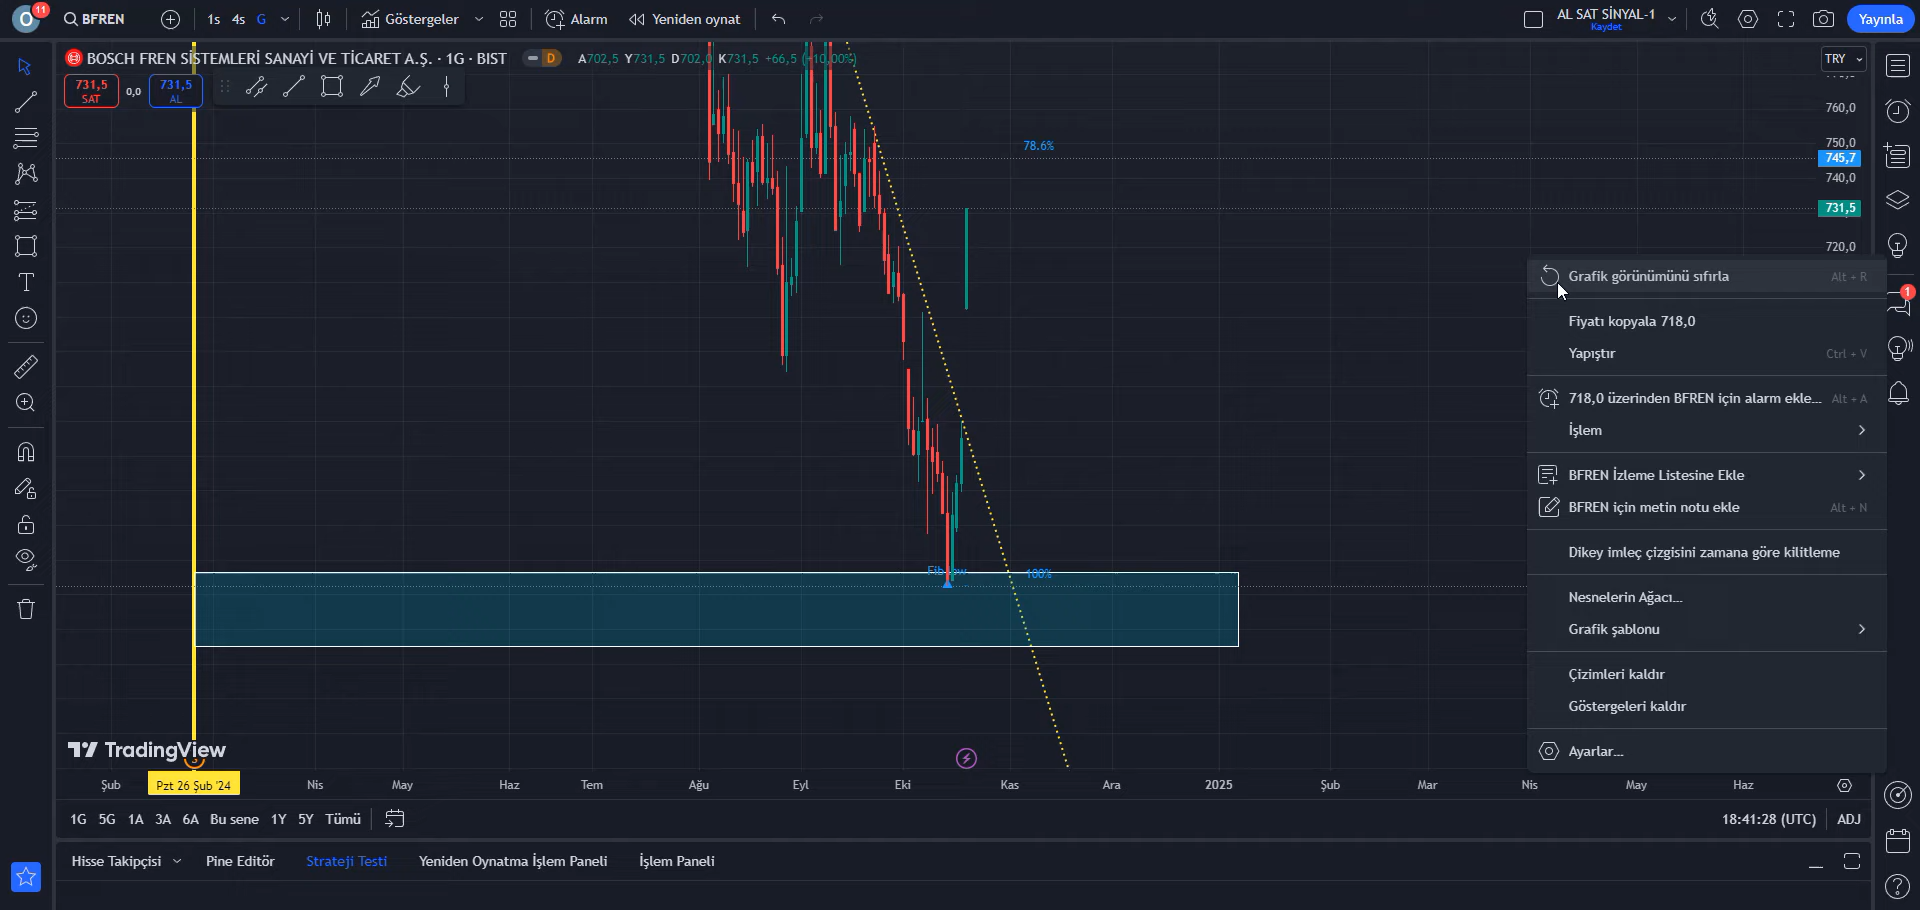 O 11
BFREN
1s 4s G
Göstergeler
Alarm
Yeniden oynat
AL SAT SİNYAL-1
Kaydet
Yayınla
BOSCH FREN SİSTEMLERİ SANAYİ VE TİCARET A.Ş. · 1G · BIST
D
A702,5 Y731,5 D702,0 K731,5 +66,5 (+10,00%)
TRY
731,5
SAT
0,0
731,5
AL
760,0
78.6%
750,0
745,7
740,0
731,5
720,0
Grafik görünümünü sıfırla Alt + R
1
Fiyatı kopyala 718,0
Yapıştır Ctrl + V
718,0 üzerinden BFREN için alarm ekle... Alt + A
İşlem
BFREN İzleme Listesine Ekle
BFREN için metin notu ekle Alt + N
Dikey imleç çizgisini zamana göre kilitleme
100%
Nesnelerin Ağacı...
Grafik şablonu
Çizimleri kaldır
Göstergeleri kaldır
Ayarlar...
TradingView
Şub Pzt 26 Şub '24 Nis May Haz Tem Ağu Eyl Eki Kas Ara 2025 Şub Mar Nis May Haz
1G 5G 1A 3A 6A Bu sene 1Y 5Y Tümü
18:41:28 (UTC) ADJ
Hisse Takipçisi Pine Editör Strateji Testi Yeniden Oynatma İşlem Paneli İşlem Paneli